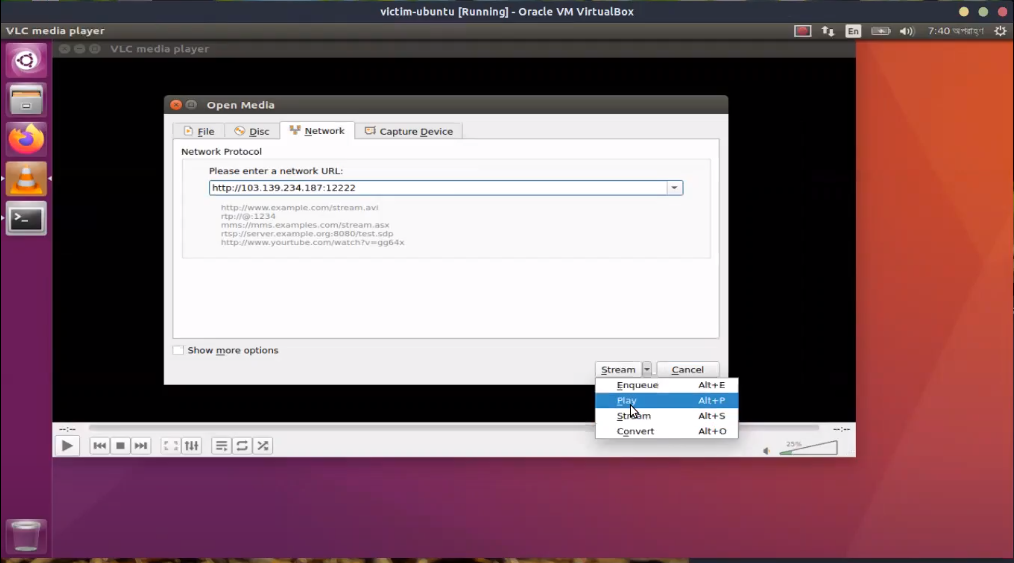 victim-ubuntu [Running] - Oracle VM VirtualBox
VLC media player
En
7:40 অপরাহ্ণ
VLC media player
Open Media
File
Disc
Network
Capture Device
Network Protocol
Please enter a network URL:
http://103.139.234.187:12222
http://www.example.com/stream.avi
rtp://@:1234
mms://mms.examples.com/stream.asx
rtsp://server.example.org:8080/test.sdp
http://www.yourtube.com/watch?v=gg64x
Show more options
Stream
Cancel
Enqueue Alt+E
Play Alt+P
Stream Alt+S
Convert Alt+O
--:--
--:--
25%